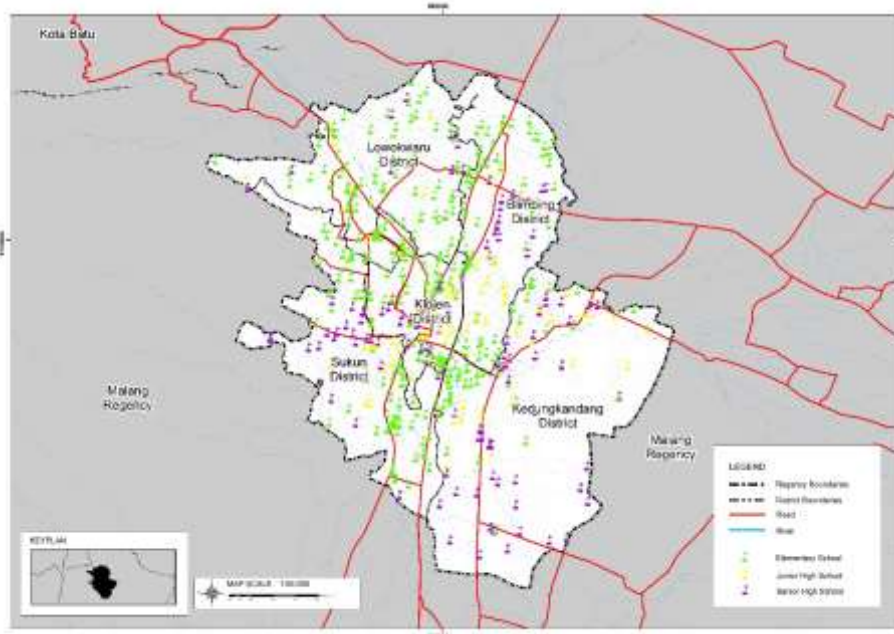 Kota Batu
Lowokwaru
District
District
Klojen
District
Sukun
District
Kedungkandang
District
Malang
Regency
Malang
Regency
LEGEND
Regency Boundaries
District Boundaries
Road
River
Elementary School
Junior High School
Senior High School
KEYPLAN
MAP SCALE